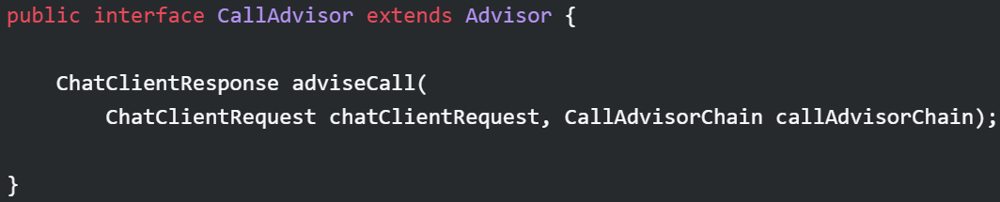 public interface CallAdvisor extends Advisor {
ChatClientResponse adviseCall(
ChatClientRequest chatClientRequest, CallAdvisorChain callAdvisorChain);
}